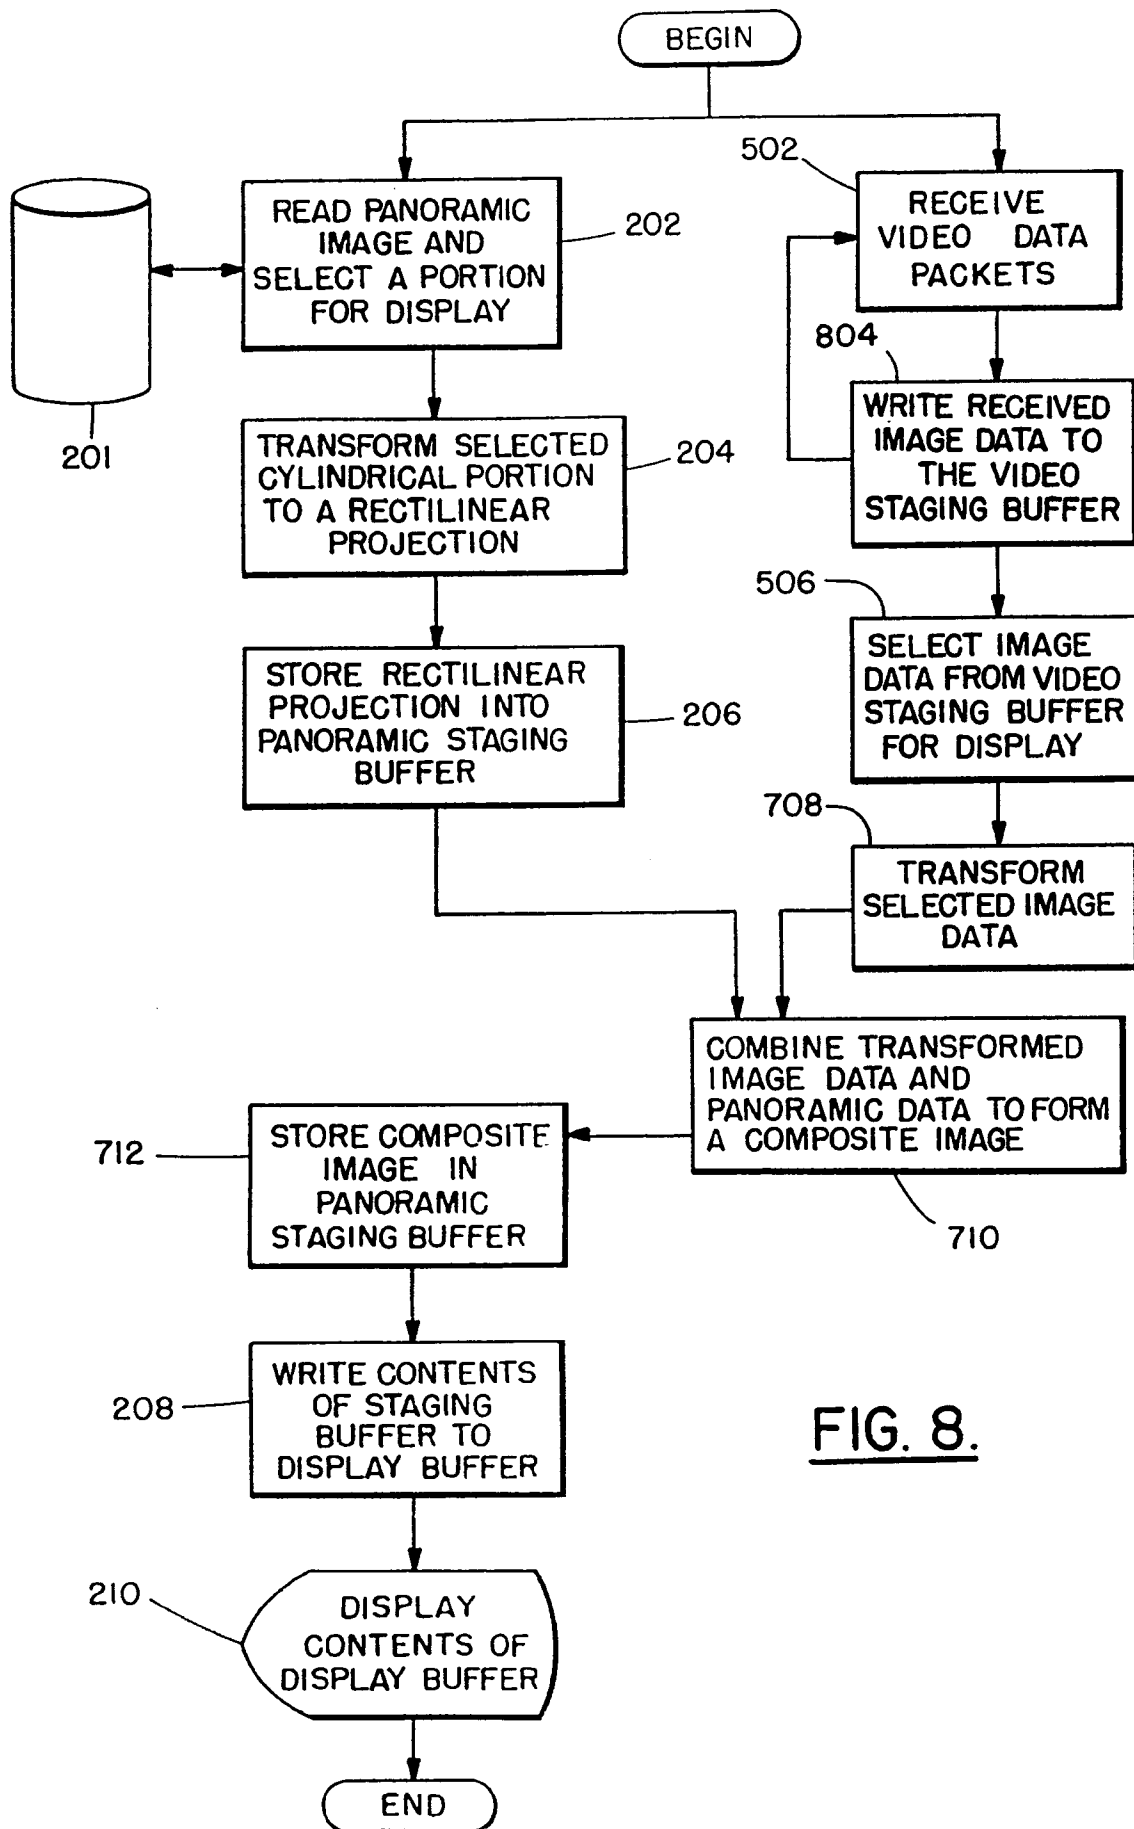 BEGIN
502
READ PANORAMIC
IMAGE AND
SELECT A PORTION
FOR DISPLAY
202
RECEIVE
VIDEO DATA
PACKETS
201
804
TRANSFORM SELECTED
CYLINDRICAL PORTION
TO A RECTILINEAR
PROJECTION
204
WRITE RECEIVED
IMAGE DATA TO
THE VIDEO
STAGING BUFFER
506
STORE RECTILINEAR
PROJECTION INTO
PANORAMIC STAGING
BUFFER
206
SELECT IMAGE
DATA FROM VIDEO
STAGING BUFFER
FOR DISPLAY
708
TRANSFORM
SELECTED IMAGE
DATA
COMBINE TRANSFORMED
IMAGE DATA AND
PANORAMIC DATA TO FORM
A COMPOSITE IMAGE
710
712
STORE COMPOSITE
IMAGE IN
PANORAMIC
STAGING BUFFER
208
WRITE CONTENTS
OF STAGING
BUFFER TO
DISPLAY BUFFER
FIG. 8.
210
DISPLAY
CONTENTS OF
DISPLAY BUFFER
END